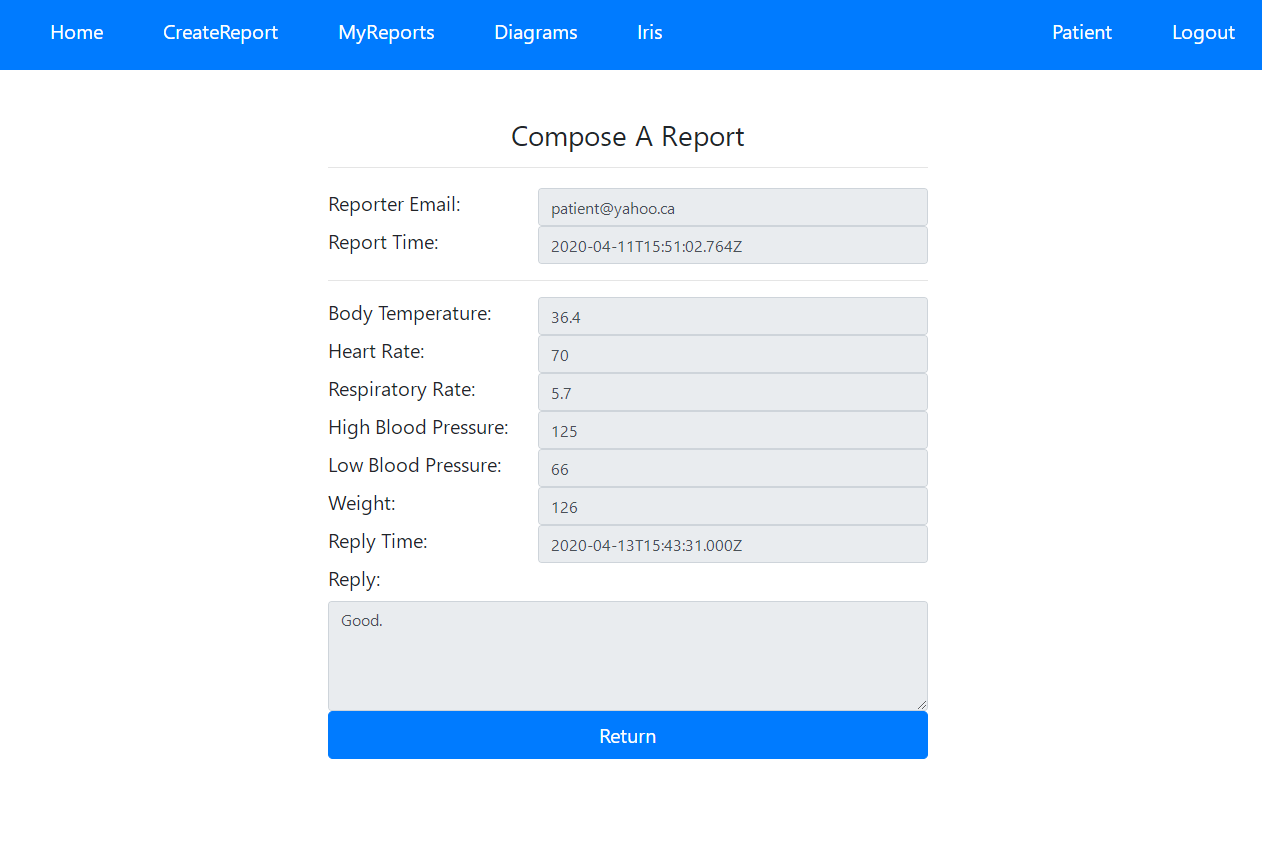 Home CreateReport MyReports Diagrams Iris Patient Logout
Compose A Report
Reporter Email: patient@yahoo.ca
Report Time: 2020-04-11T15:51:02.764Z
Body Temperature: 36.4
Heart Rate: 70
Respiratory Rate: 5.7
High Blood Pressure: 125
Low Blood Pressure: 66
Weight: 126
Reply Time: 2020-04-13T15:43:31.000Z
Reply:
Good.
Return